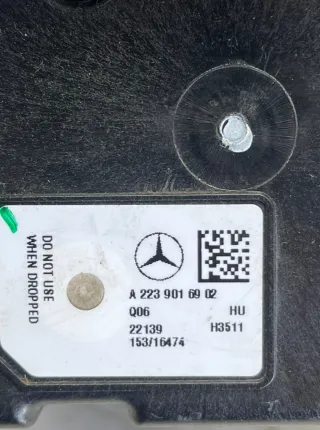 DO NOT USE
WHEN DROPPED
A 223 901 69 02
Q06 HU
22139 H3511
153/16474